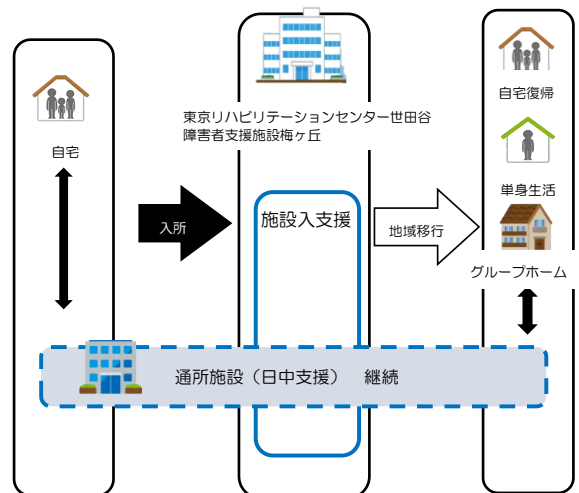 自宅
入所
東京リハビリテーションセンター世田谷
障害者支援施設梅ヶ丘
施設入支援
地域移行
自宅復帰
単身生活
グループホーム
通所施設（日中支援）　継続